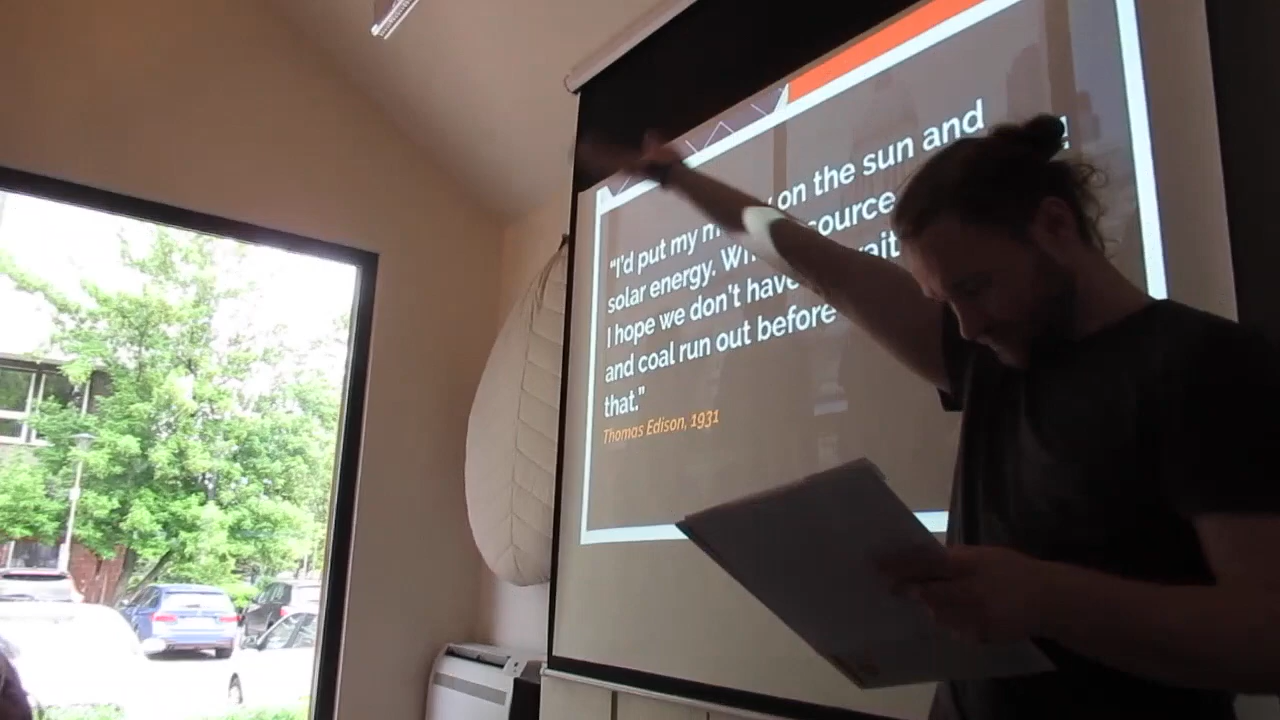 “I’d put my on the sun and
solar energy. source
I hope we don’t have
and coal run out before
that.”
Thomas Edison, 1931